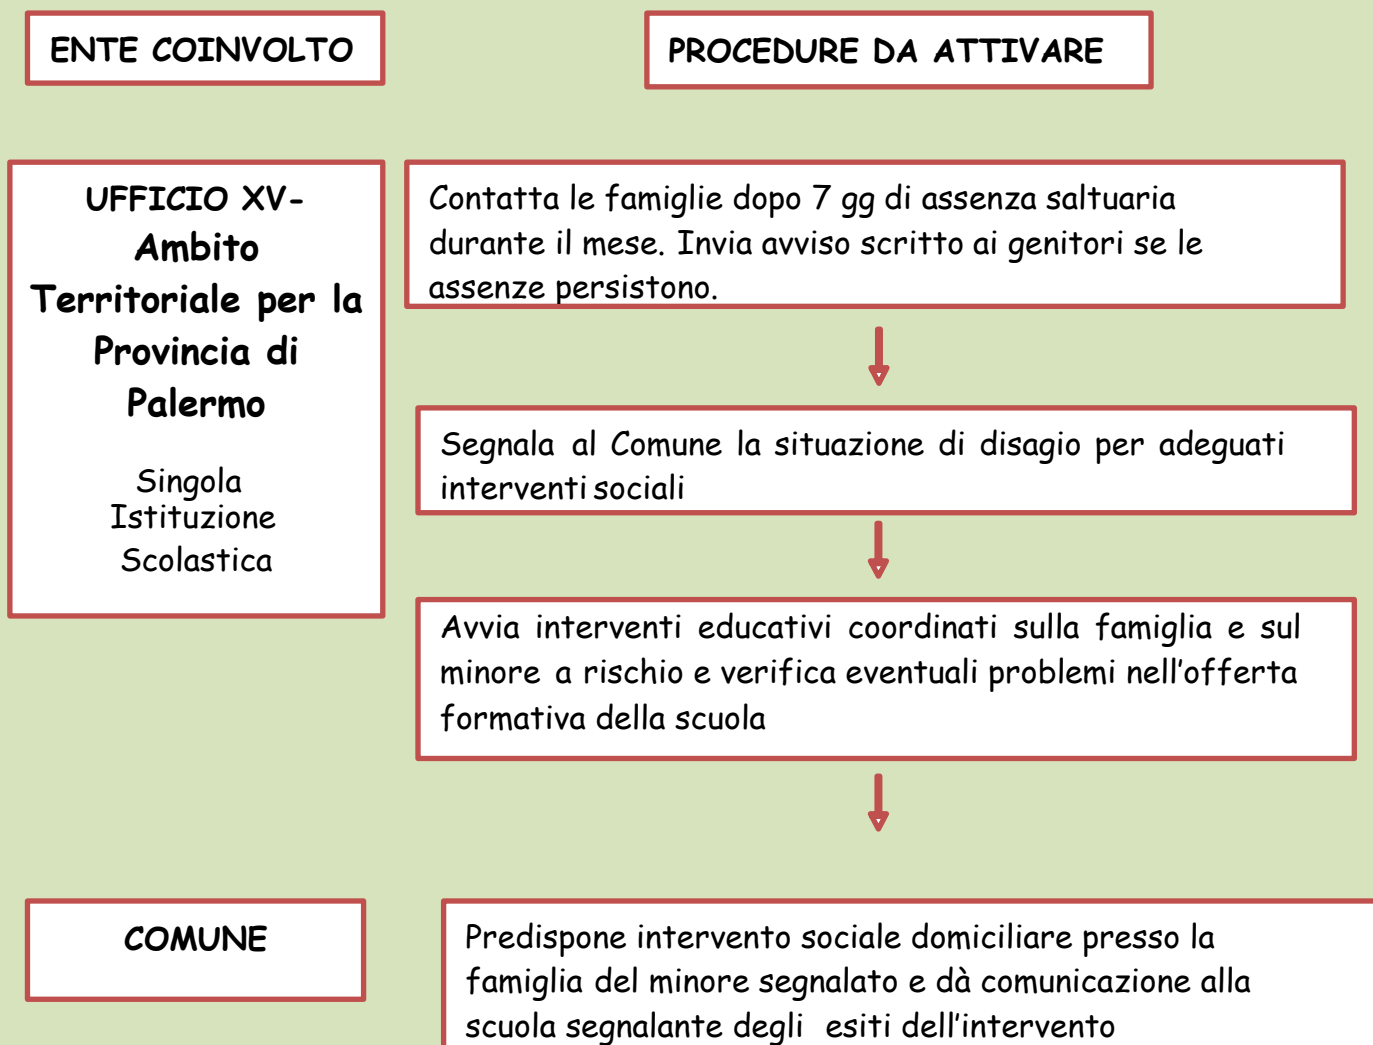 ENTE COINVOLTO
PROCEDURE DA ATTIVARE
UFFICIO XV-
Ambito
Territoriale per la
Provincia di
Palermo
Singola
Istituzione
Scolastica
Contatta le famiglie dopo 7 gg di assenza saltuaria
durante il mese. Invia avviso scritto ai genitori se le
assenze persistono.
Segnala al Comune la situazione di disagio per adeguati
interventi sociali
Avvia interventi educativi coordinati sulla famiglia e sul
minore a rischio e verifica eventuali problemi nell’offerta
formativa della scuola
COMUNE
Predispone intervento sociale domiciliare presso la
famiglia del minore segnalato e dà comunicazione alla
scuola segnalante degli esiti dell’intervento